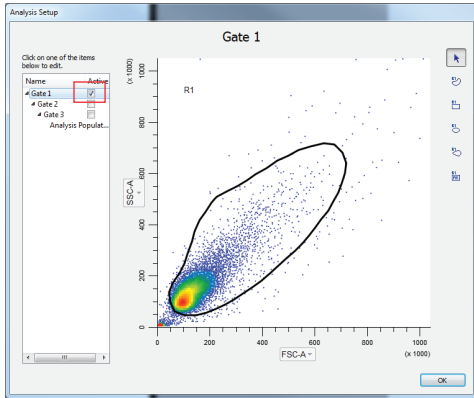 Analysis Setup
Gate 1
Click on one of the items
below to edit.
Name Active
Gate 1
Gate 2
Gate 3
Analysis Populat...
R1
(x 1000)
1000
800
600
400
200
0
SSC-A
0 200 400 600 800 1000
FSC-A
(x 1000)
OK